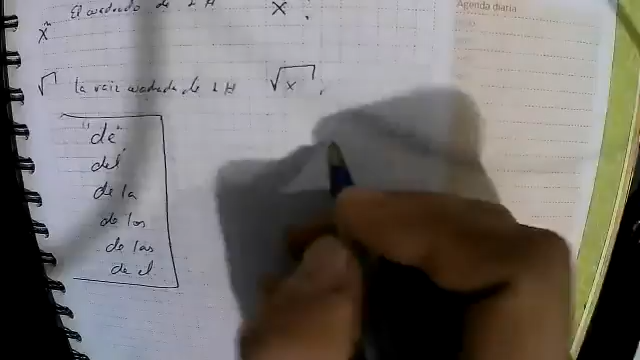 El cuadrado de x
x²
√ la raiz cuadrada de √x
"de"
del
de la
de los
de las
de el
Agenda diaria